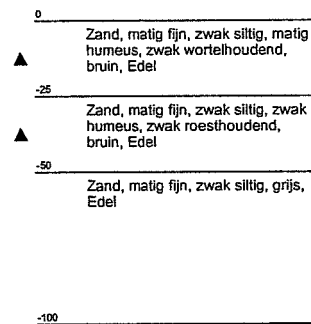 0
Zand, matig fijn, zwak siltig, matig
humeus, zwak wortelhoudend,
bruin, Edel
-25
Zand, matig fijn, zwak siltig, zwak
humeus, zwak roesthoudend,
bruin, Edel
-50
Zand, matig fijn, zwak siltig, grijs,
Edel
-100